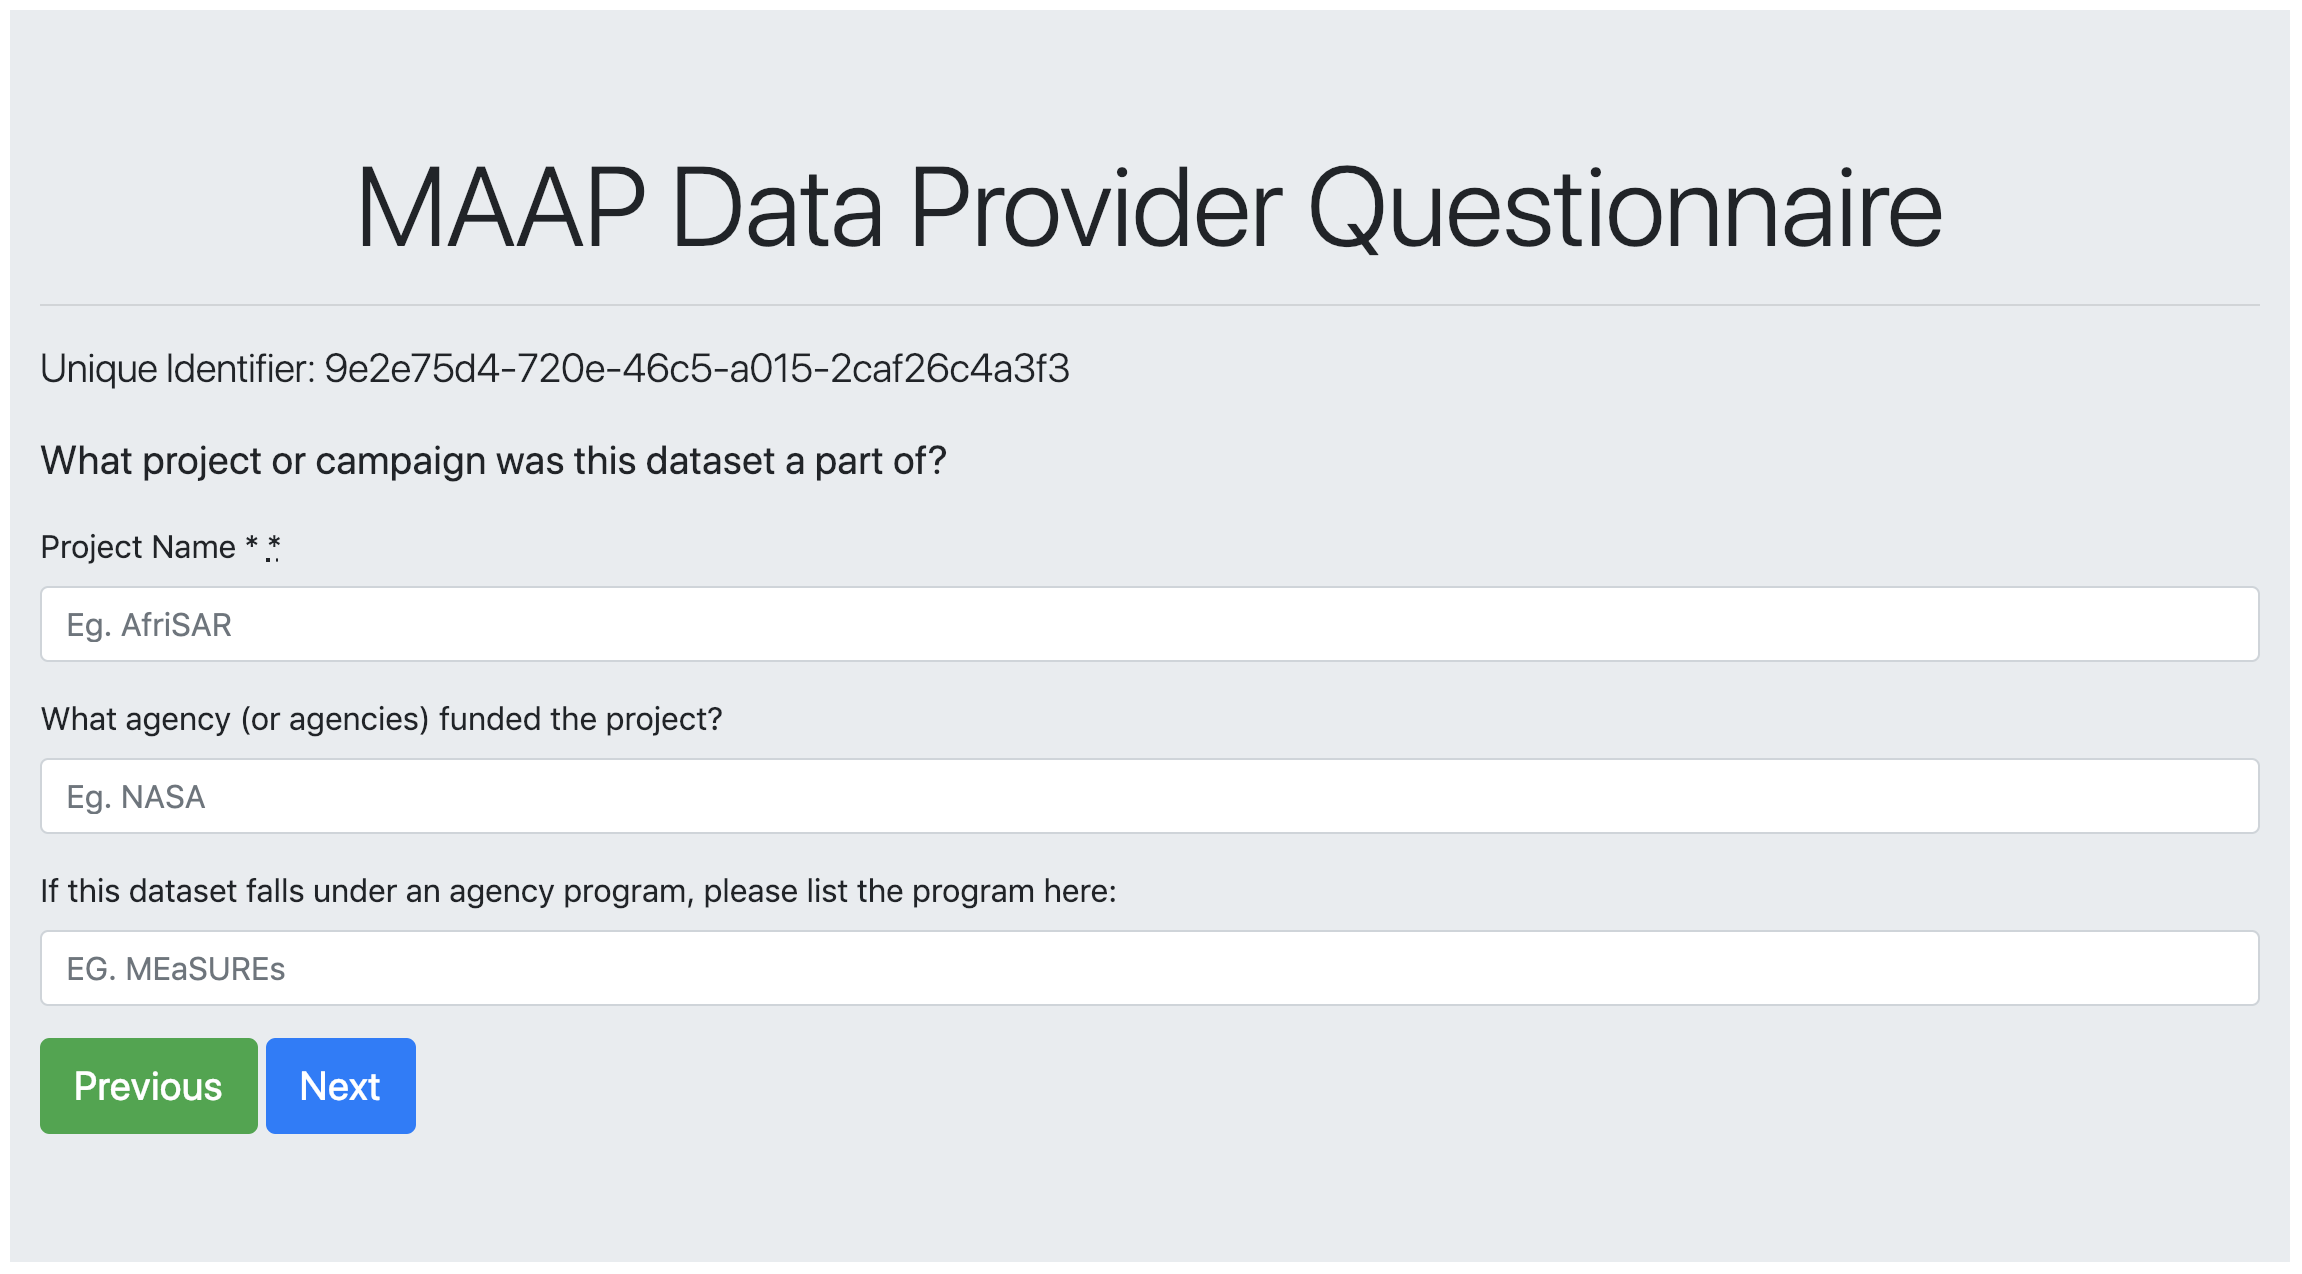 MAAP Data Provider Questionnaire
Unique Identifier: 9e2e75d4-720e-46c5-a015-2caf26c4a3f3
What project or campaign was this dataset a part of?
Project Name * *
Eg. AfriSAR
What agency (or agencies) funded the project?
Eg. NASA
If this dataset falls under an agency program, please list the program here:
EG. MEaSUREs
Previous Next